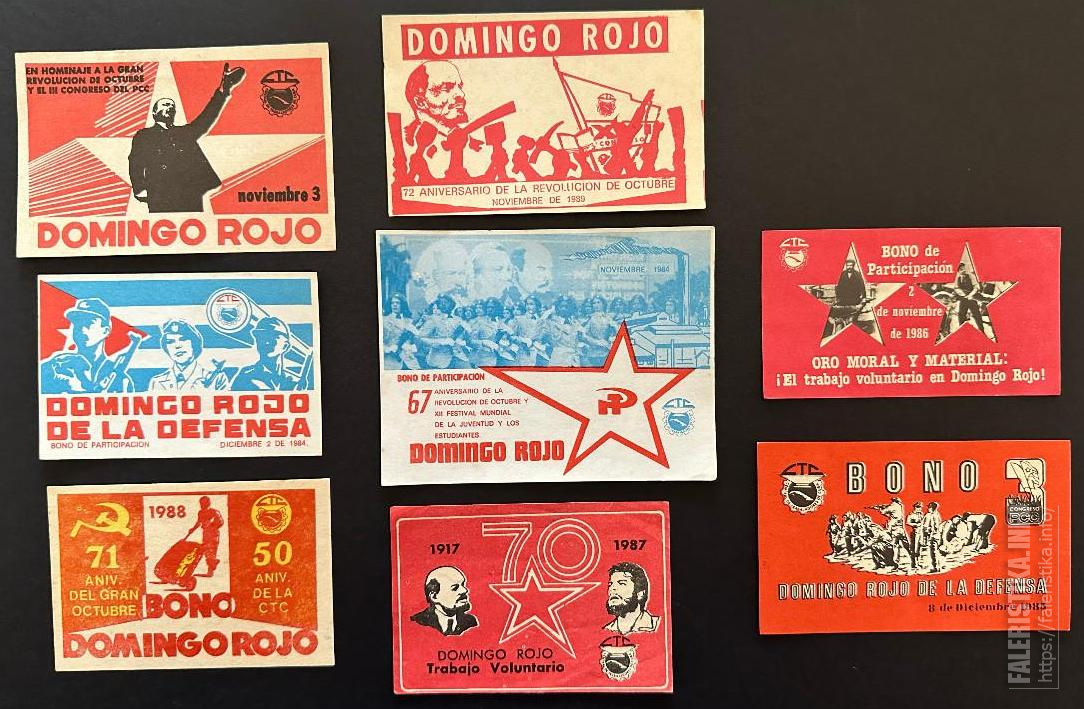 EN HOMENAJE A LA GRAN
REVOLUCION DE OCTUBRE
Y EL III CONGRESO DEL PCC
CTC
noviembre 3
DOMINGO ROJO
DOMINGO ROJO
72 ANIVERSARIO DE LA REVOLUCION DE OCTUBRE
NOVIEMBRE DE 1989
CTC
DOMINGO ROJO
DE LA DEFENSA
BONO DE PARTICIPACION
DICIEMBRE 2 DE 1984.
NOVIEMBRE, 1984
BONO DE PARTICIPACION
67 ANIVERSARIO DE LA
REVOLUCION DE OCTUBRE Y
XII FESTIVAL MUNDIAL
DE LA JUVENTUD Y LOS
ESTUDIANTES
CTC
DOMINGO ROJO
CTC
BONO de
Participación
2
de noviembre
de 1986
ORO MORAL Y MATERIAL:
¡El trabajo voluntario en Domingo Rojo!
1988
CTC
71
ANIV.
DEL GRAN
OCTUBRE
50
ANIV.
DE LA
CTC
BONO
DOMINGO ROJO
1917
70
1987
CTC
DOMINGO ROJO
Trabajo Voluntario
CTC
BONO
3
CONGRESO
PCC
DOMINGO ROJO DE LA DEFENSA
8 de Diciembre 1985
FALERISTIKA.INFO
https://faleristika.info/